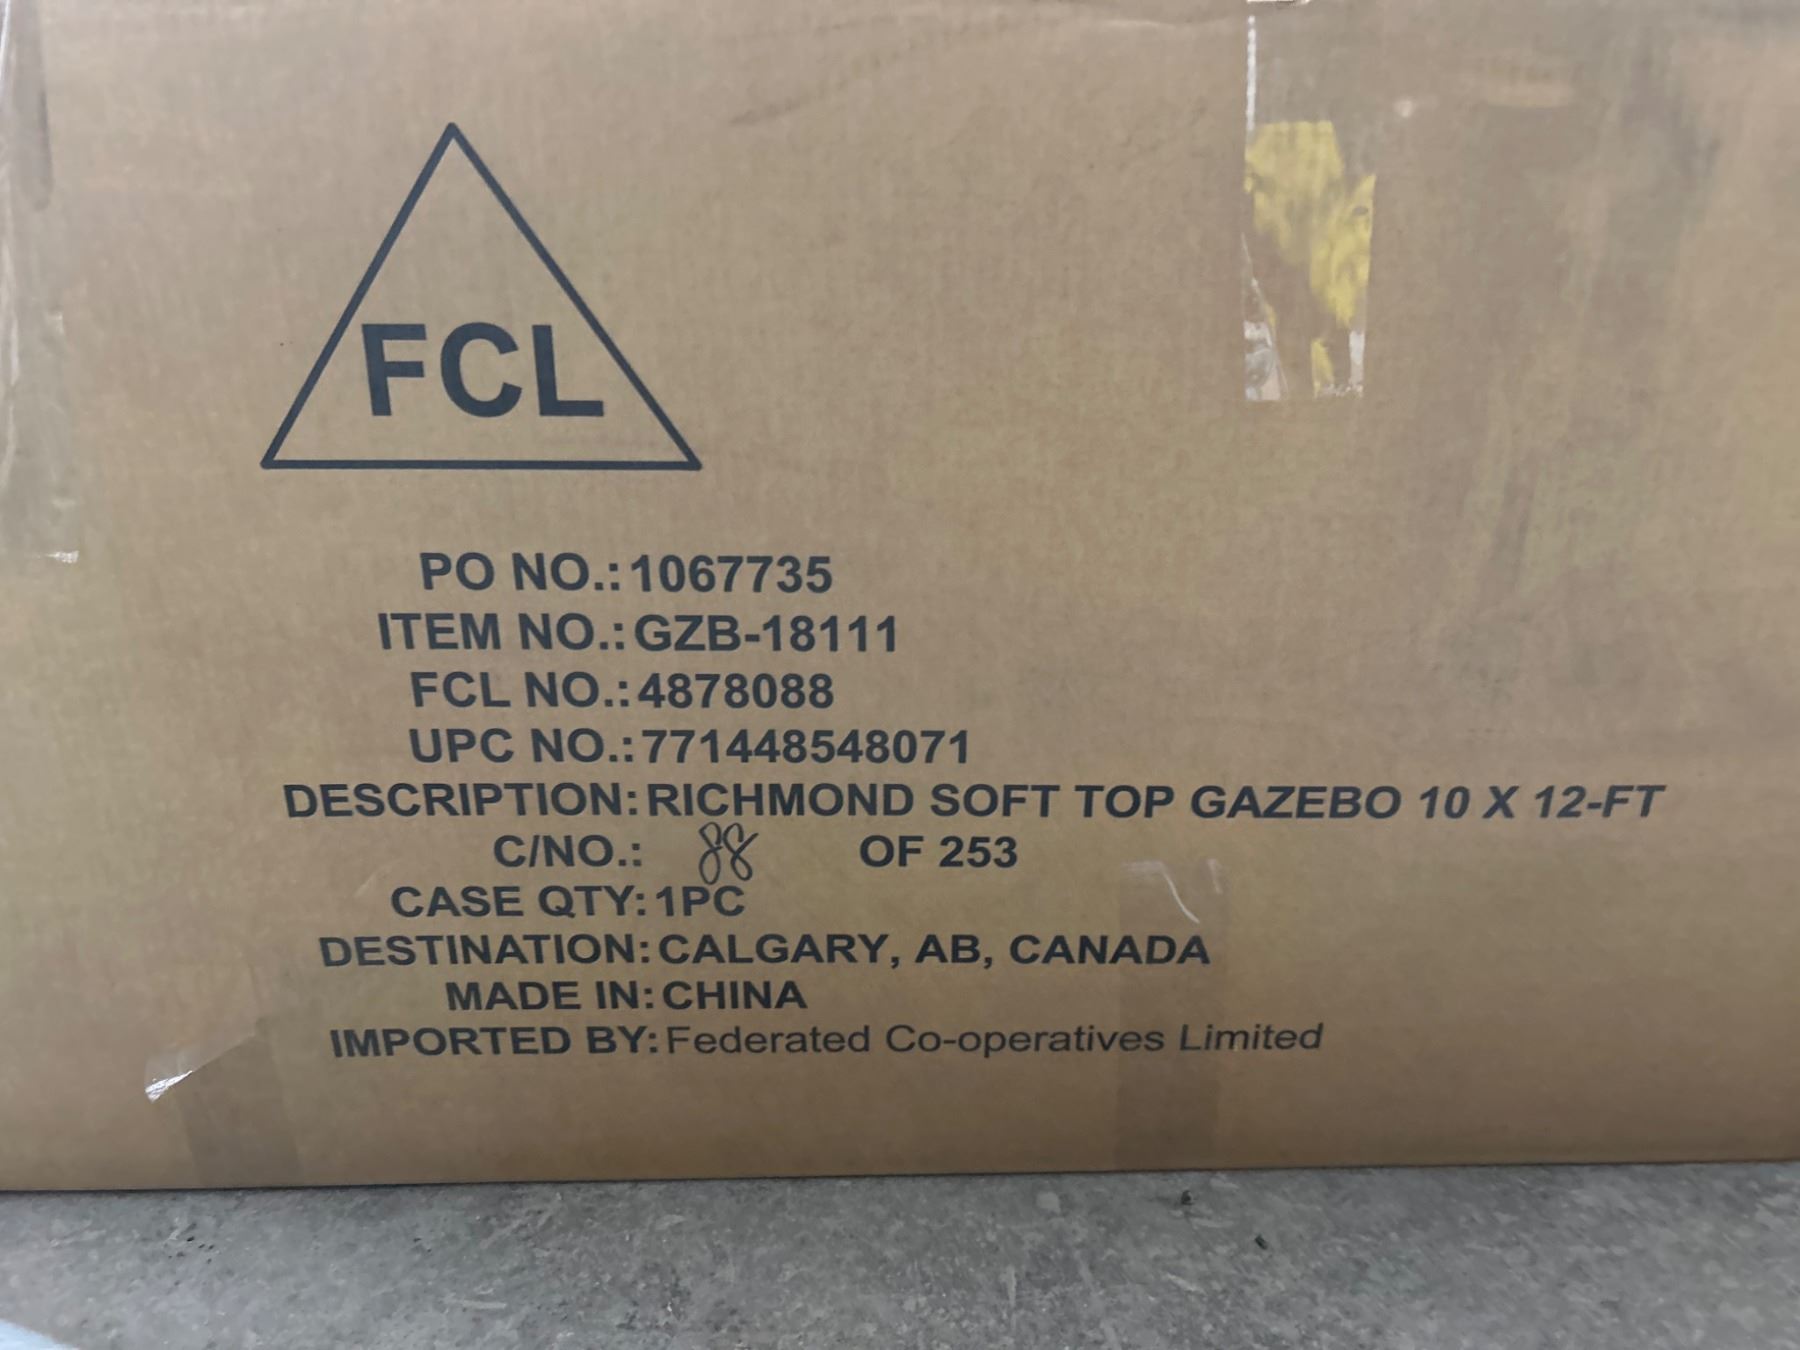 FCL
PO NO.: 1067735
ITEM NO.: GZB-18111
FCL NO.: 4878088
UPC NO.: 771448548071
DESCRIPTION: RICHMOND SOFT TOP GAZEBO 10 X 12-FT
C/NO.: 88 OF 253
CASE QTY: 1PC
DESTINATION: CALGARY, AB, CANADA
MADE IN: CHINA
IMPORTED BY: Federated Co-operatives Limited